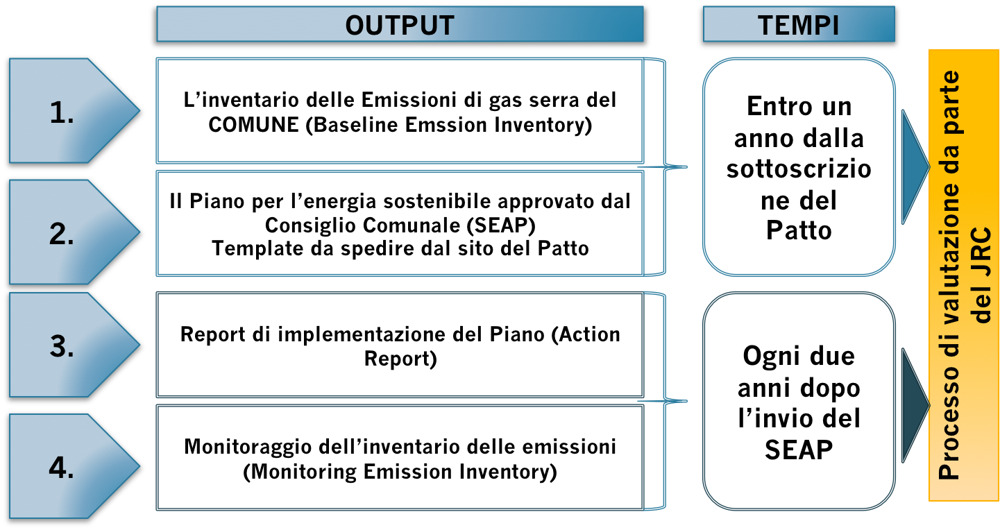 OUTPUT
TEMPI
1.
L’inventario delle Emissioni di gas serra del
COMUNE (Baseline Emssion Inventory)
2.
Il Piano per l’energia sostenibile approvato dal
Consiglio Comunale (SEAP)
Template da spedire dal sito del Patto
Entro un
anno dalla
sottoscrizio
ne del
Patto
3.
Report di implementazione del Piano (Action
Report)
4.
Monitoraggio dell’inventario delle emissioni
(Monitoring Emission Inventory)
Ogni due
anni dopo
l’invio del
SEAP
Processo di valutazione da parte
del JRC